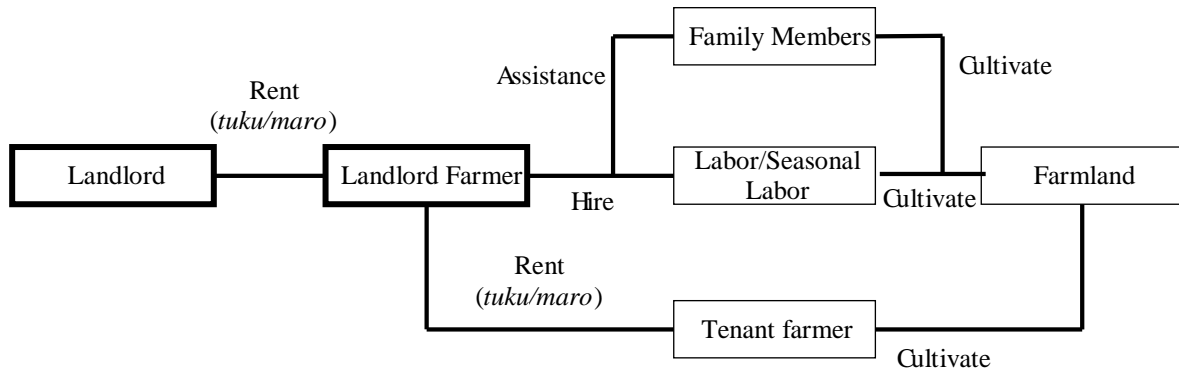 Family Members
Assistance
Cultivate
Rent
(tuku/maro)
Landlord
Landlord Farmer
Hire
Labor/Seasonal
Labor
Cultivate
Farmland
Rent
(tuku/maro)
Tenant farmer
Cultivate